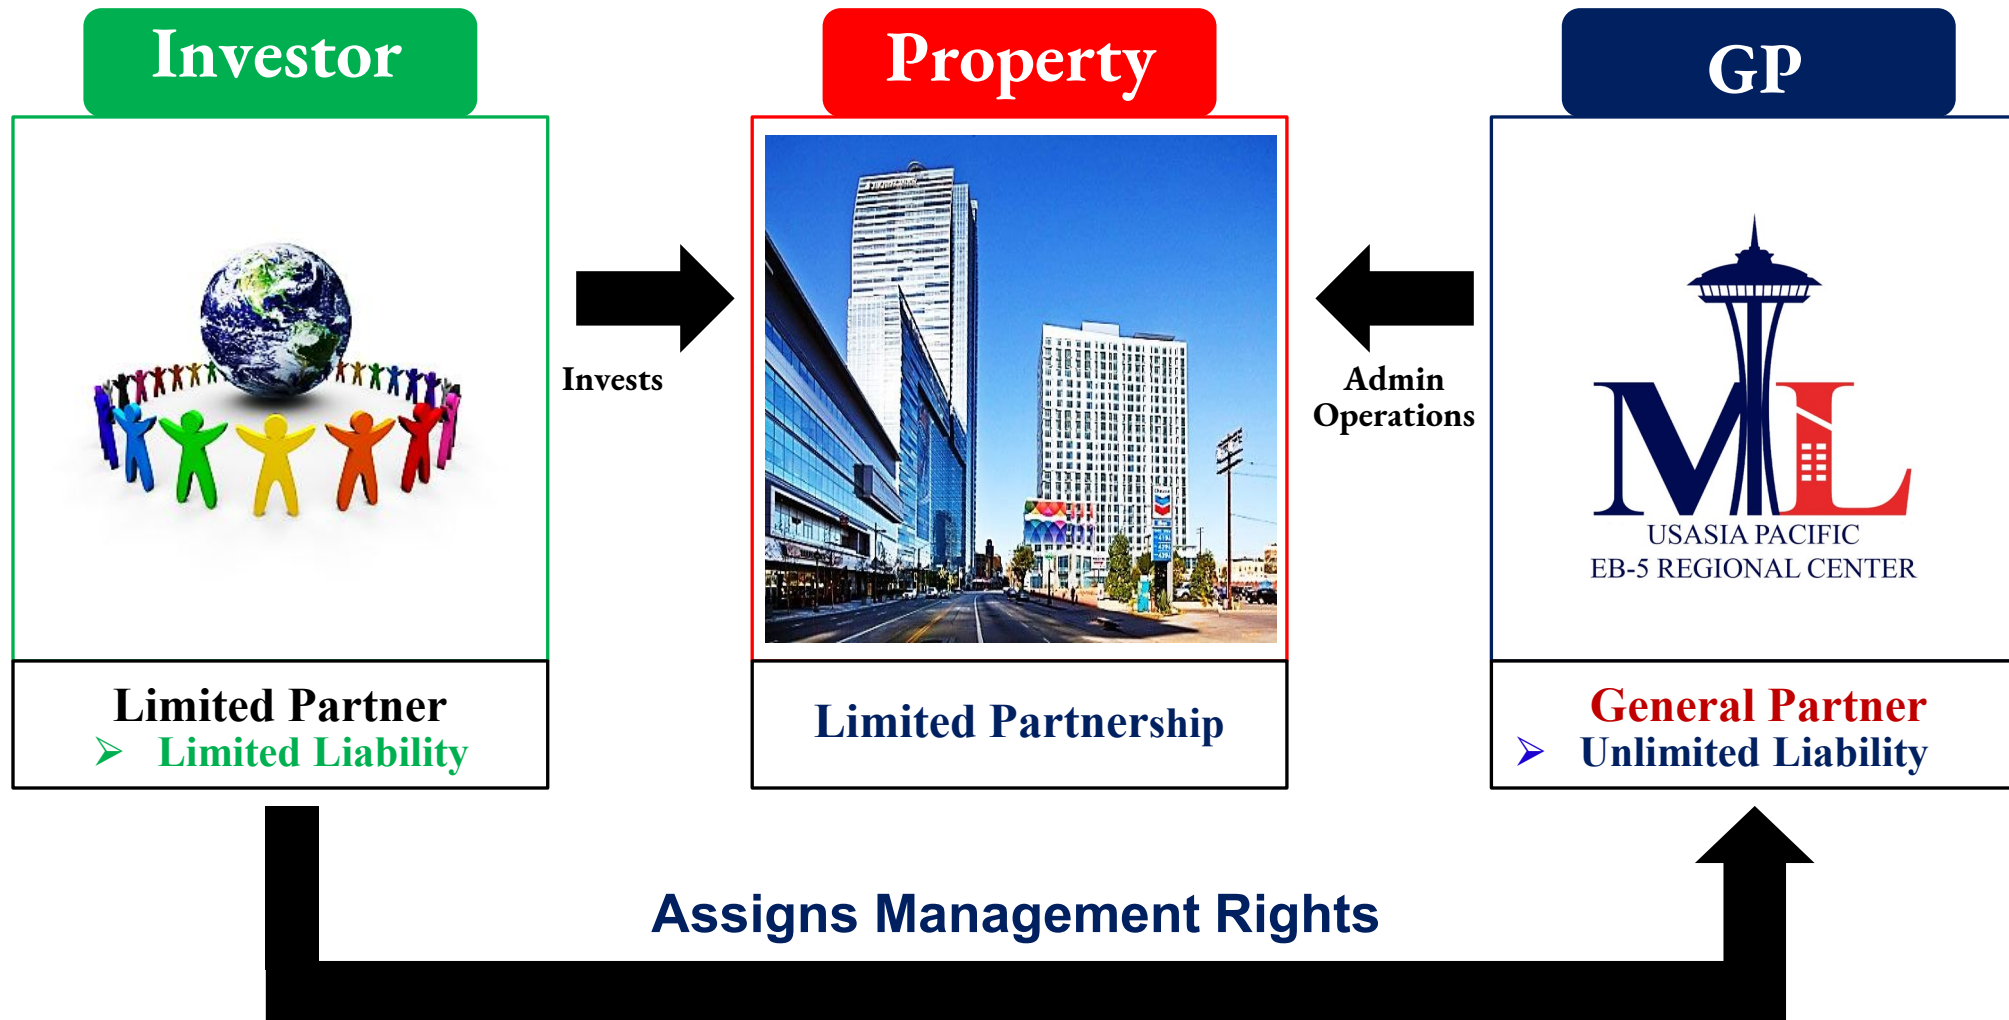 Investor
Property
GP
Invests
Admin
Operations
USASIA PACIFIC
EB-5 REGIONAL CENTER
ML
Limited Partner
➢ Limited Liability
Limited Partnership
General Partner
➢ Unlimited Liability
Assigns Management Rights